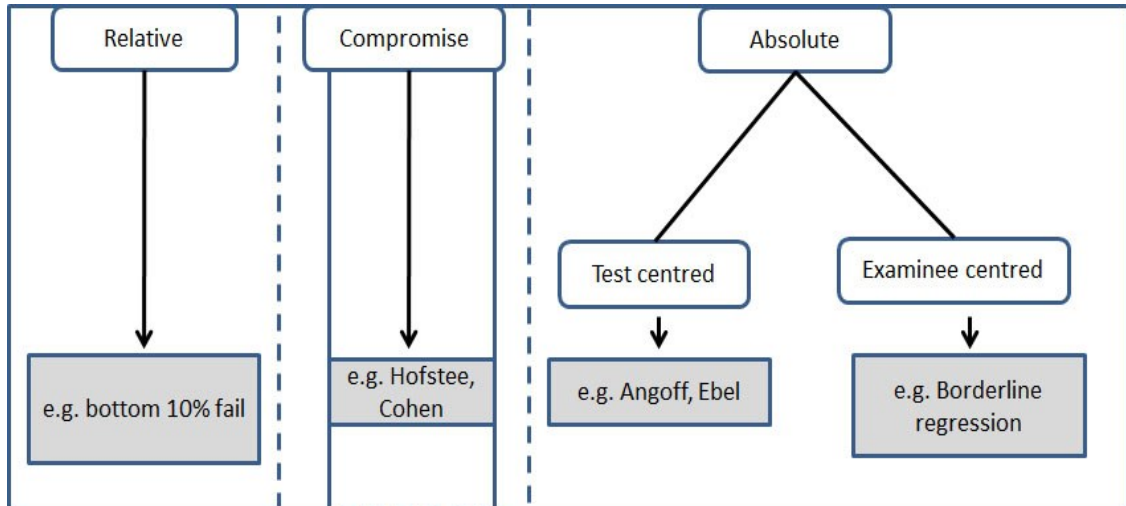 Relative
Compromise
Absolute
Test centred
Examinee centred
e.g. bottom 10% fail
e.g. Hofstee,
Cohen
e.g. Angoff, Ebel
e.g. Borderline
regression